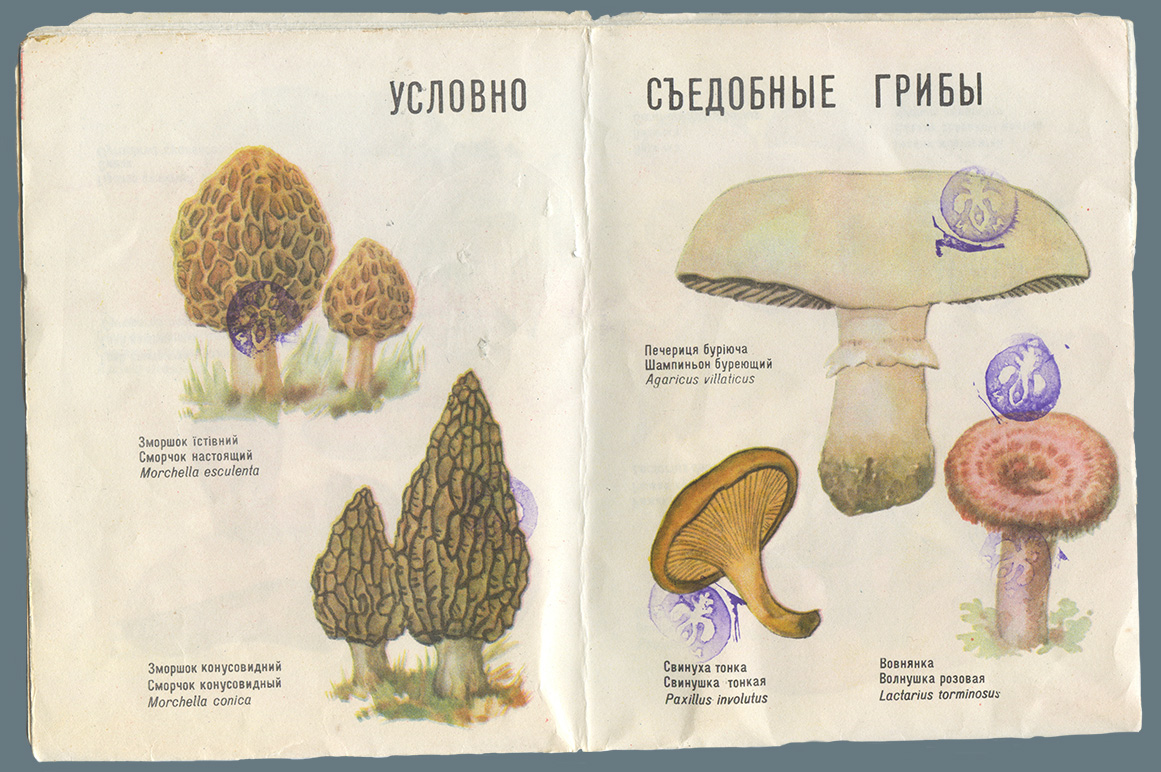 УСЛОВНО СЪЕДОБНЫЕ ГРИБЫ
Зморшок їстівний
Сморчок настоящий
Morchella esculenta
Зморшок конусовидний
Сморчок конусовидный
Morchella conica
Печериця буріюча
Шампиньон буреющий
Agaricus villaticus
Свинуха тонка
Свинушка тонкая
Paxillus involutus
Вовнянка
Волнушка розовая
Lactarius torminosus